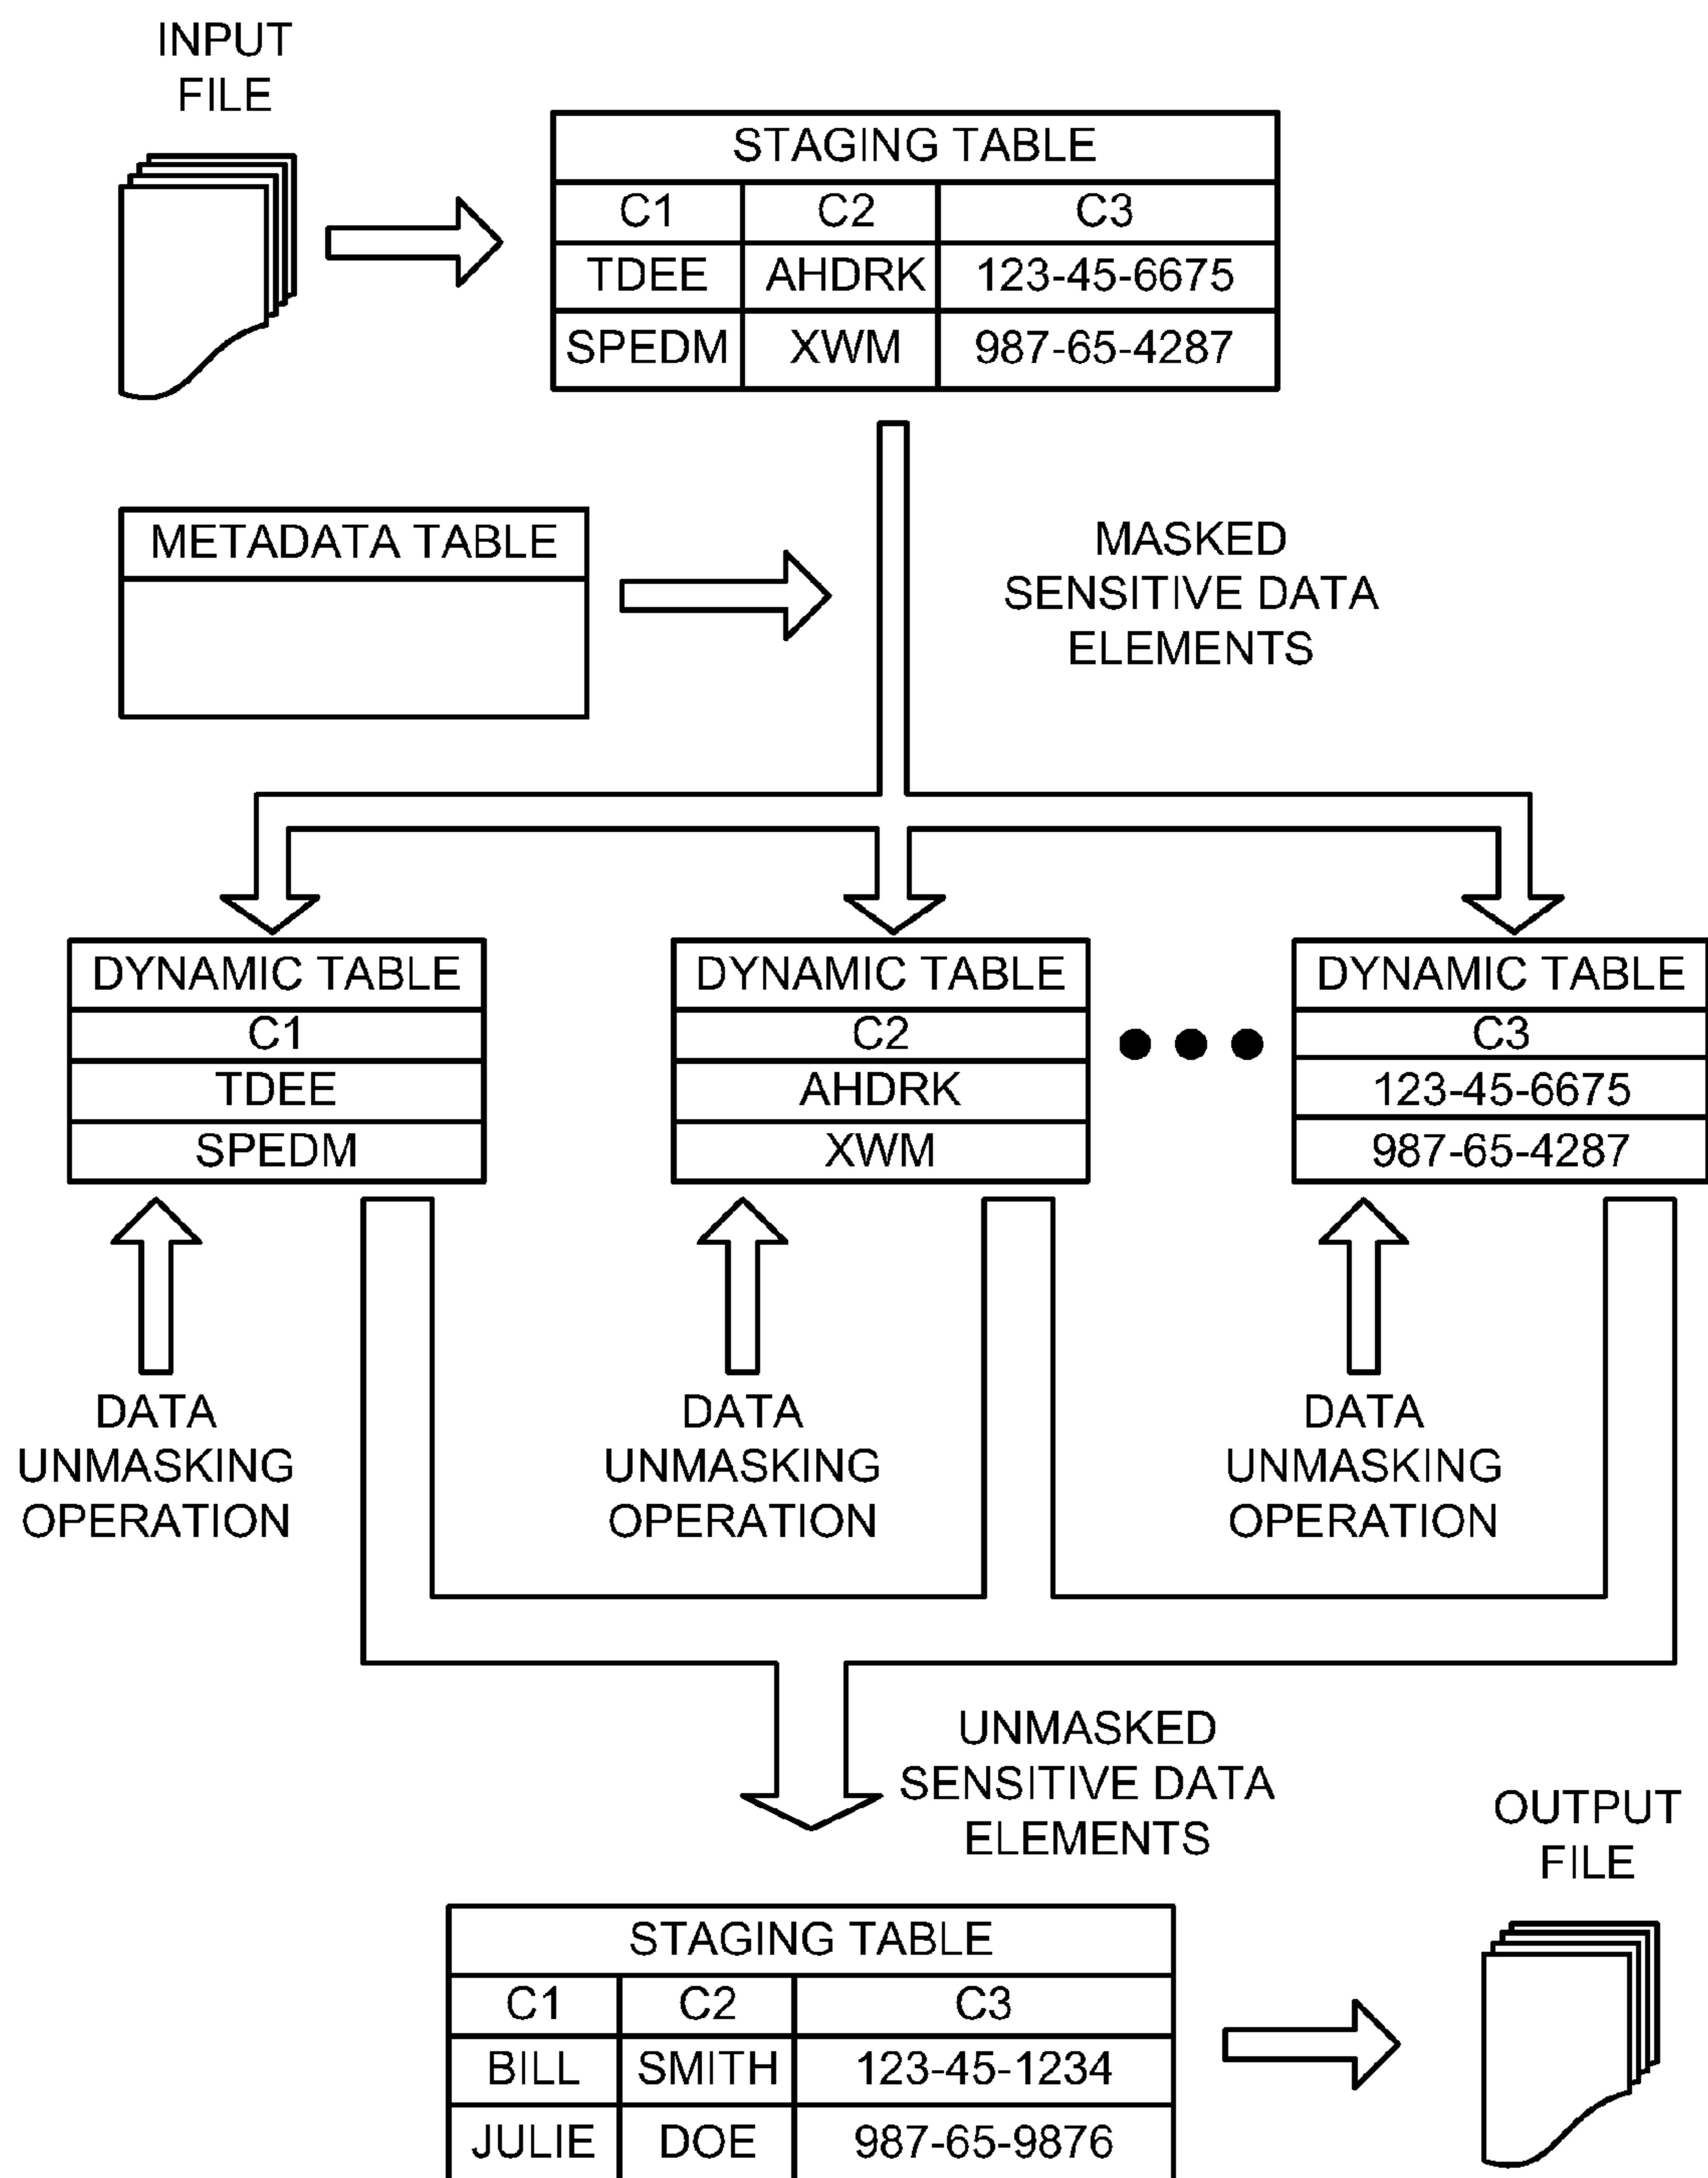 INPUT
FILE
STAGING TABLE
C1 C2 C3
TDEE AHDRK 123-45-6675
SPEDM XWM 987-65-4287
METADATA TABLE
MASKED
SENSITIVE DATA
ELEMENTS
DYNAMIC TABLE
C1
TDEE
SPEDM
DYNAMIC TABLE
C2
AHDRK
XWM
DYNAMIC TABLE
C3
123-45-6675
987-65-4287
DATA
UNMASKING
OPERATION
DATA
UNMASKING
OPERATION
DATA
UNMASKING
OPERATION
UNMASKED
SENSITIVE DATA
ELEMENTS
OUTPUT
FILE
STAGING TABLE
C1 C2 C3
BILL SMITH 123-45-1234
JULIE DOE 987-65-9876